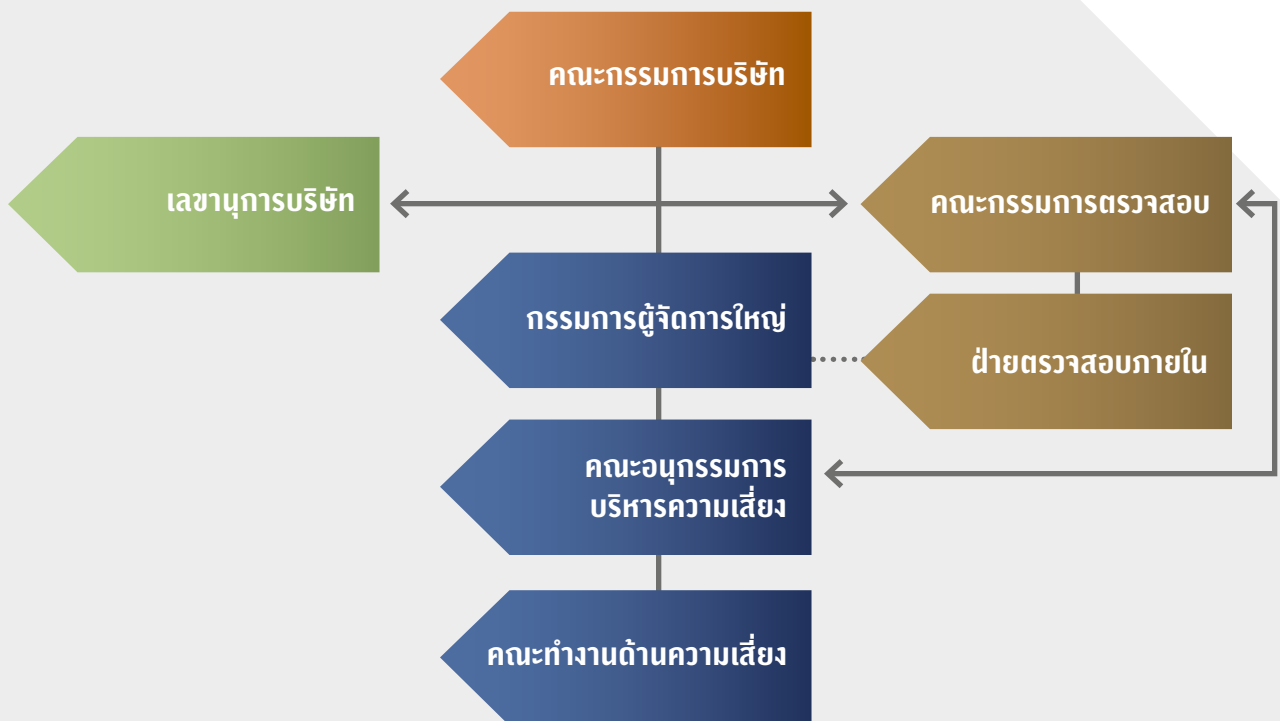 คณะกรรมการบริษัท
เลขานุการบริษัท
คณะกรรมการตรวจสอบ
กรรมการผู้จัดการใหญ่
ฝ่ายตรวจสอบภายใน
คณะอนุกรรมการ
บริหารความเสี่ยง
คณะทำงานด้านความเสี่ยง